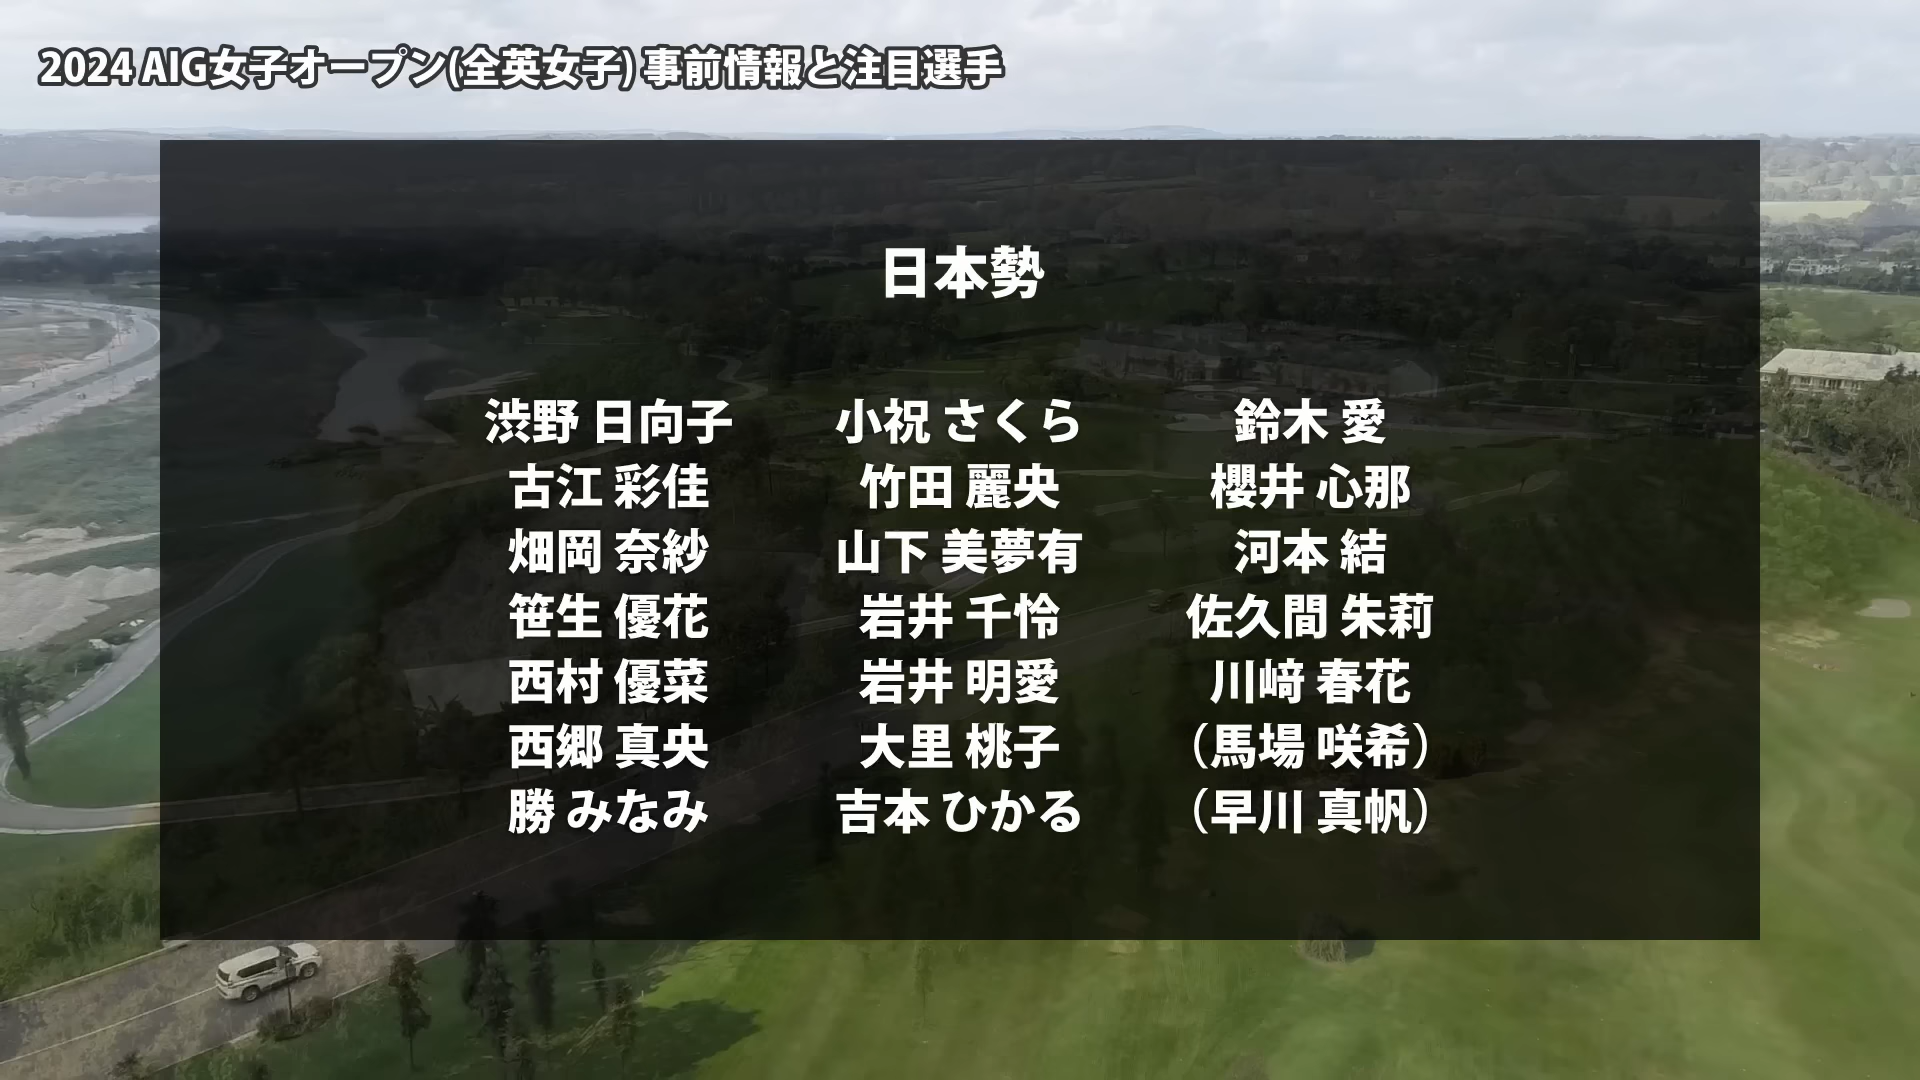 2024 AIG女子オープン(全英女子) 事前情報と注目選手
日本勢
渋野 日向子
古江 彩佳
畑岡 奈紗
笹生 優花
西村 優菜
西郷 真央
勝 みなみ
小祝 さくら
竹田 麗央
山下 美夢有
岩井 千怜
岩井 明愛
大里 桃子
吉本 ひかる
鈴木 愛
櫻井 心那
河本 結
佐久間 朱莉
川﨑 春花
（馬場 咲希）
（早川 真帆）